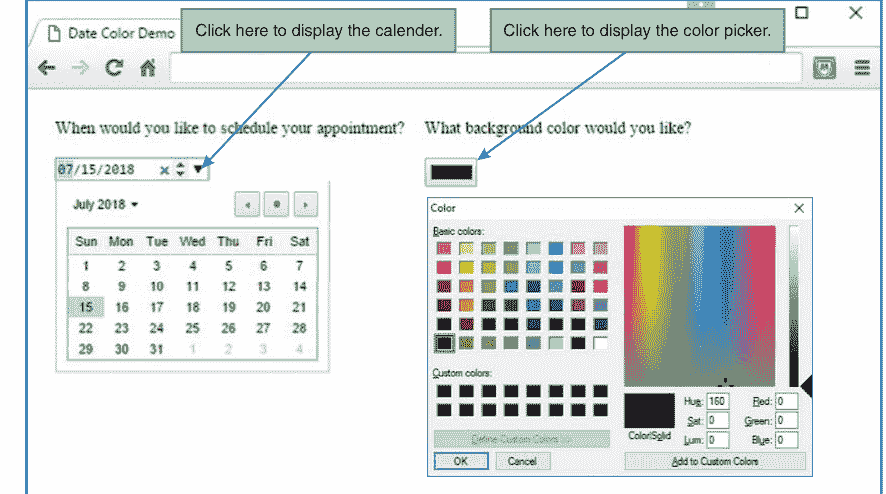 Date Color Demo
Click here to display the calender.
Click here to display the color picker.
When would you like to schedule your appointment?
What background color would you like?
07/15/2018
July 2018
Sun Mon Tue Wed Thu Fri Sat
1 2 3 4 5 6 7
8 9 10 11 12 13 14
15 16 17 18 19 20 21
22 23 24 25 26 27 28
29 30 31 1 2 3 4
Color
Basic colors:
Custom colors:
Define Custom Colors >>
OK Cancel
Color|Solid
Hue: 160 Red: 0
Sat: 0 Green: 0
Lum: 0 Blue: 0
Add to Custom Colors